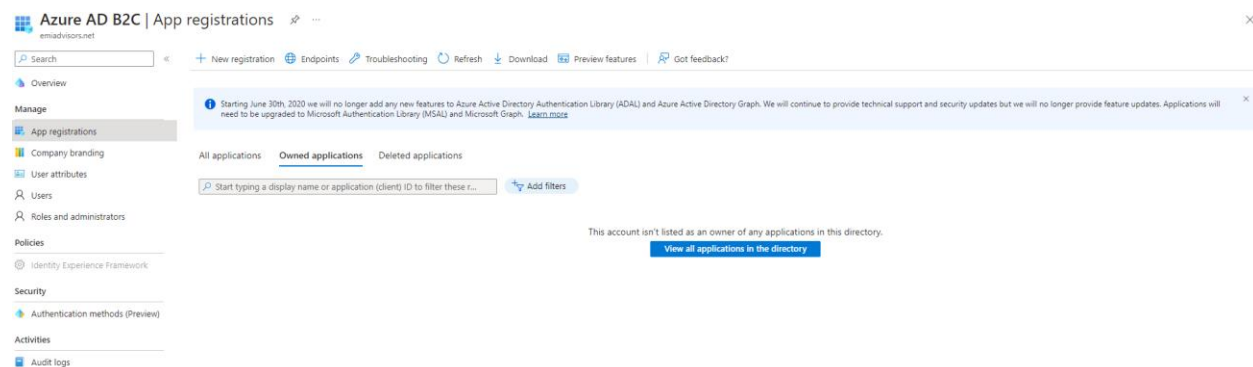 Azure AD B2C | App registrations
emiadvisors.net
Search
+ New registration Endpoints Troubleshooting Refresh Download Preview features Got feedback?
Overview
Manage
App registrations
Company branding
User attributes
Users
Roles and administrators
Policies
Identity Experience Framework
Security
Authentication methods (Preview)
Activities
Audit logs
Starting June 30th, 2020 we will no longer add any new features to Azure Active Directory Authentication Library (ADAL) and Azure Active Directory Graph. We will continue to provide technical support and security updates but we will no longer provide feature updates. Applications will
need to be upgraded to Microsoft Authentication Library (MSAL) and Microsoft Graph. Learn more
All applications Owned applications Deleted applications
Start typing a display name or application (client) ID to filter these r... Add filters
This account isn't listed as an owner of any applications in this directory.
View all applications in the directory